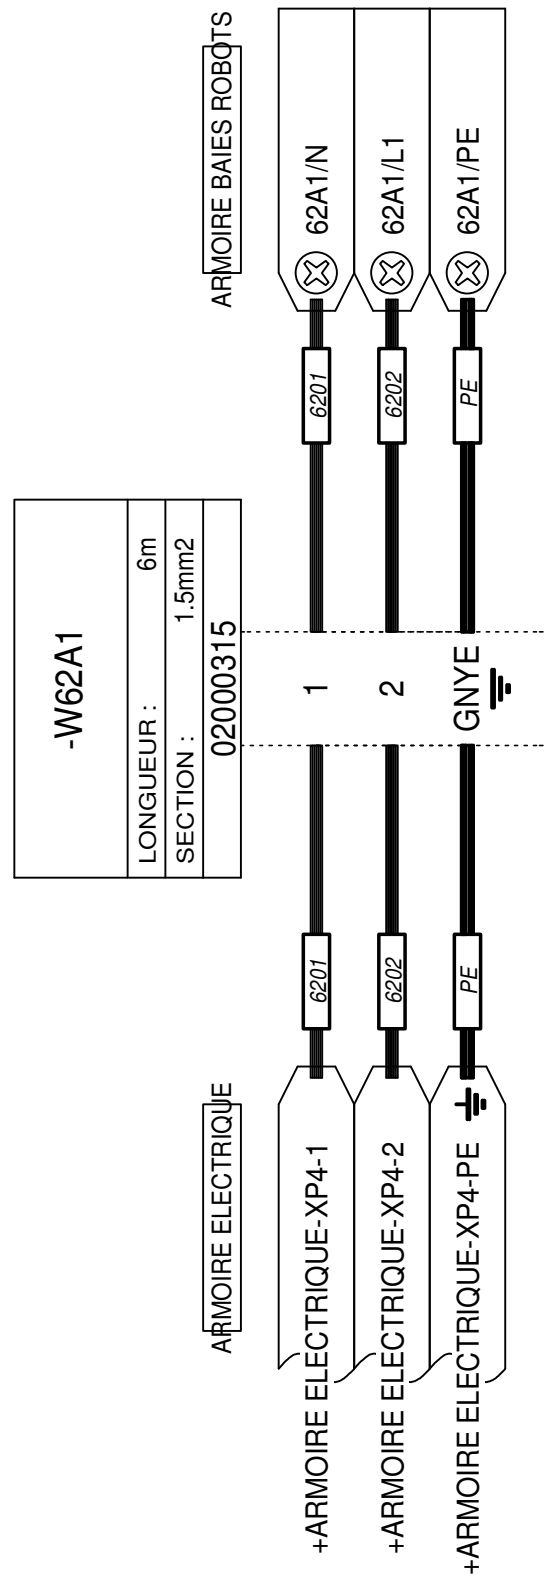 -W62A1
LONGUEUR : 6m
SECTION : 1.5mm2
02000315
ARMOIRE ELECTRIQUE
ARMOIRE BAIES ROBOTS
+ARMOIRE ELECTRIQUE-XP4-1
6201
1
6201
62A1/N
+ARMOIRE ELECTRIQUE-XP4-2
6202
2
6202
62A1/L1
+ARMOIRE ELECTRIQUE-XP4-PE
PE
GNYE
PE
62A1/PE